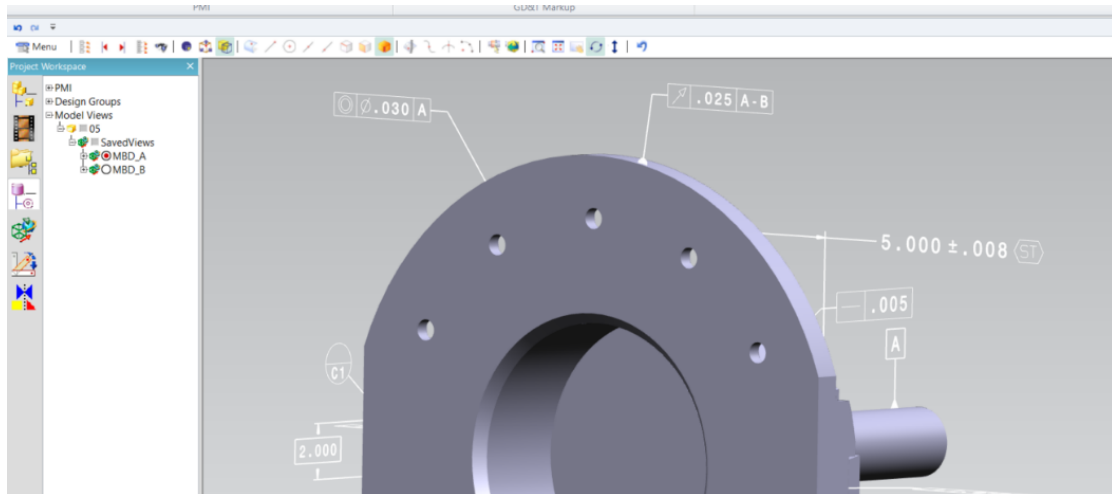 PMI GD&T Markup
Menu
Project Workspace
PMI
Design Groups
Model Views
05
SavedViews
MBD_A
MBD_B
◎ ⌀.030 A
↗ .025 A-B
5.000 ±.008 ST
— .005
A
C1
2.000